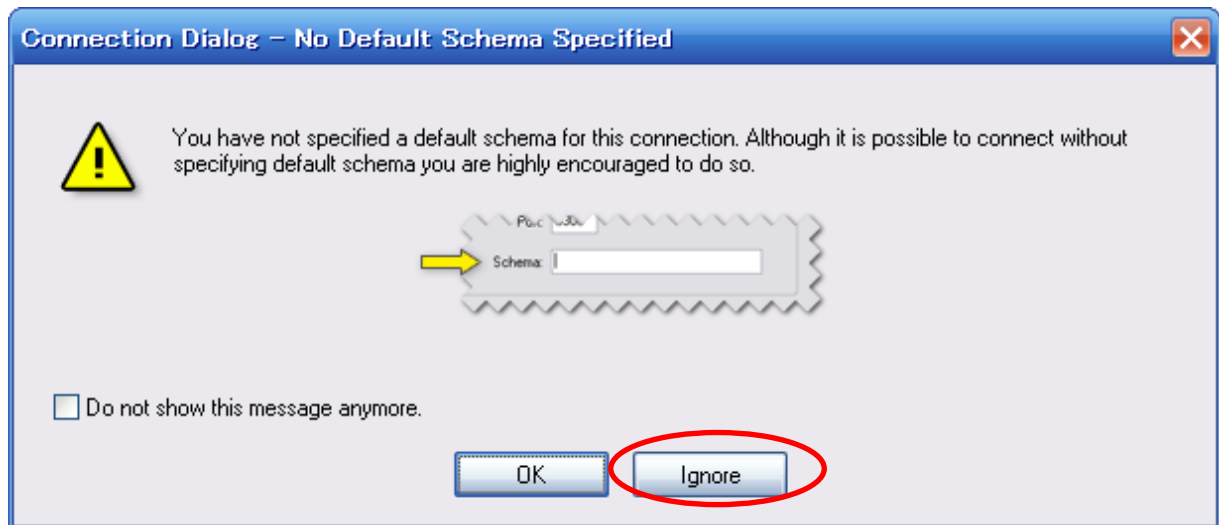 Connection Dialog - No Default Schema Specified
You have not specified a default schema for this connection. Although it is possible to connect without
specifying default schema you are highly encouraged to do so.
Schema:
Do not show this message anymore.
OK
Ignore